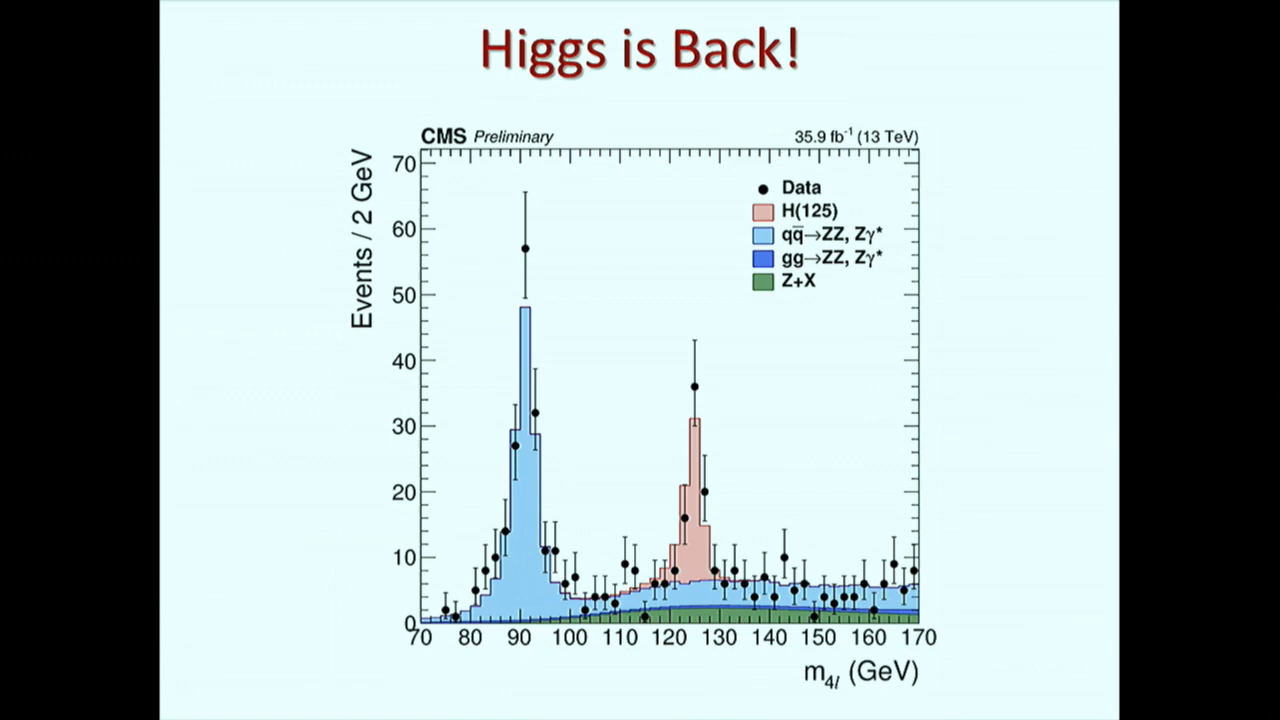 Higgs is Back!
CMS Preliminary 35.9 fb⁻¹ (13 TeV)
Events / 2 GeV
70
60
50
40
30
20
10
0
Data
H(125)
qq̅→ZZ, Zγ*
gg→ZZ, Zγ*
Z+X
70 80 90 100 110 120 130 140 150 160 170
m4l (GeV)